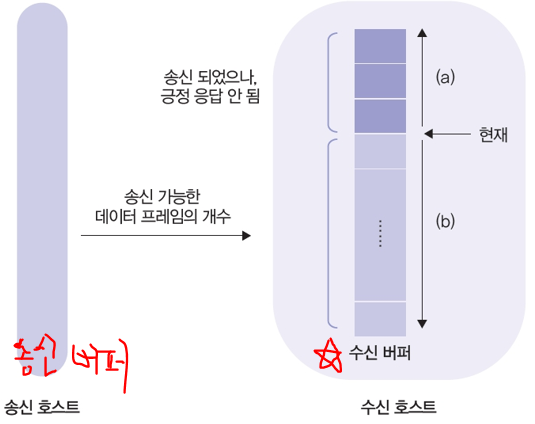 송신 되었으나,
긍정 응답 안 됨
(a)
현재
송신 가능한
데이터 프레임의 개수
(b)
송신 버퍼
수신 버퍼
송신 호스트
수신 호스트